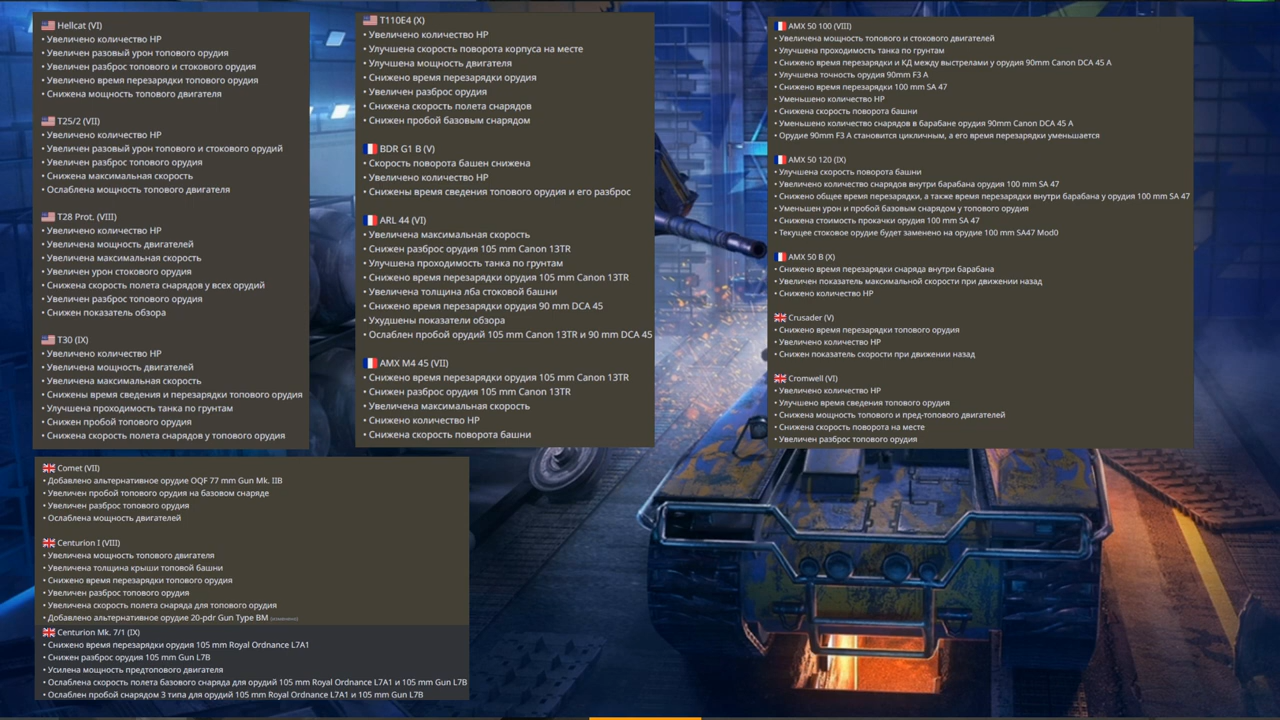 Hellcat (VI)
• Увеличено количество HP
• Увеличен разовый урон топового орудия
• Увеличен разброс топового и стокового орудия
• Увеличено время перезарядки топового орудия
• Снижена мощность топового двигателя
T25/2 (VII)
• Увеличено количество HP
• Увеличен разовый урон топового и стокового орудий
• Увеличен разброс топового орудия
• Снижена максимальная скорость
• Ослаблена мощность топового двигателя
T28 Prot. (VIII)
• Увеличено количество HP
• Увеличена мощность двигателей
• Увеличена максимальная скорость
• Увеличен урон стокового орудия
• Снижена скорость полета снарядов у всех орудий
• Увеличен разброс топового орудия
• Снижен показатель обзора
T30 (IX)
• Увеличено количество HP
• Увеличена мощность двигателей
• Увеличена максимальная скорость
• Снижены время сведения и перезарядки топового орудия
• Улучшена проходимость танка по грунтам
• Снижен пробой топового орудия
• Снижена скорость полета снарядов у топового орудия
T110E4 (X)
• Увеличено количество HP
• Улучшена скорость поворота корпуса на месте
• Улучшена мощность двигателя
• Снижено время перезарядки орудия
• Увеличен разброс орудия
• Снижена скорость полета снарядов
• Снижен пробой базовым снарядом
BDR G1 B (V)
• Скорость поворота башен снижена
• Увеличено количество HP
• Снижены время сведения топового орудия и его разброс
ARL 44 (VI)
• Увеличена максимальная скорость
• Снижен разброс орудия 105 mm Canon 13TR
• Улучшена проходимость танка по грунтам
• Снижено время перезарядки орудия 105 mm Canon 13TR
• Увеличена толщина лба стоковой башни
• Снижено время перезарядки орудия 90 mm DCA 45
• Ухудшены показатели обзора
• Ослаблен пробой орудий 105 mm Canon 13TR и 90 mm DCA 45
AMX M4 45 (VII)
• Снижено время перезарядки орудия 105 mm Canon 13TR
• Снижен разброс орудия 105 mm Canon 13TR
• Увеличена максимальная скорость
• Снижено количество HP
• Снижена скорость поворота башни
AMX 50 100 (VIII)
• Увеличена мощность топового и стокового двигателей
• Улучшена проходимость танка по грунтам
• Снижено время перезарядки и КД между выстрелами у орудия 90mm Canon DCA 45 A
• Улучшена точность орудия 90mm F3 A
• Снижено время перезарядки 100 mm SA 47
• Уменьшено количество HP
• Снижена скорость поворота башни
• Уменьшено количество снарядов в барабане орудия 90mm Canon DCA 45 A
• Орудие 90mm F3 A становится цикличным, а его время перезарядки уменьшается
AMX 50 120 (IX)
• Улучшена скорость поворота башни
• Увеличено количество снарядов внутри барабана орудия 100 mm SA 47
• Снижено общее время перезарядки, а также время перезарядки внутри барабана у орудия 100 mm SA 47
• Уменьшен урон и пробой базовым снарядом у топового орудия
• Снижена стоимость прокачки орудия 100 mm SA 47
• Текущее стоковое орудие будет заменено на орудие 100 mm SA47 Mod0
AMX 50 B (X)
• Снижено время перезарядки снаряда внутри барабана
• Увеличен показатель максимальной скорости при движении назад
• Снижено количество HP
Crusader (V)
• Снижено время перезарядки топового орудия
• Увеличено количество HP
• Снижен показатель скорости при движении назад
Cromwell (VI)
• Увеличено количество HP
• Улучшено время сведения топового орудия
• Снижена мощность топового и пред-топового двигателей
• Снижена скорость поворота на месте
• Увеличен разброс топового орудия
Comet (VII)
• Добавлено альтернативное орудие OQF 77 mm Gun Mk. IIB
• Увеличен пробой топового орудия на базовом снаряде
• Увеличен разброс топового орудия
• Ослаблена мощность двигателей
Centurion I (VIII)
• Увеличена мощность топового двигателя
• Увеличена толщина крыши топовой башни
• Снижено время перезарядки топового орудия
• Увеличен разброс топового орудия
• Увеличена скорость полета снаряда для топового орудия
• Добавлено альтернативное орудие 20-pdr Gun Type BM (изменено)
Centurion Mk. 7/1 (IX)
• Снижено время перезарядки орудия 105 mm Royal Ordnance L7A1
• Снижен разброс орудия 105 mm Gun L7B
• Усилена мощность предтопового двигателя
• Ослаблена скорость полета базового снаряда для орудий 105 mm Royal Ordnance L7A1 и 105 mm Gun L7B
• Ослаблен пробой снарядом 3 типа для орудий 105 mm Royal Ordnance L7A1 и 105 mm Gun L7B